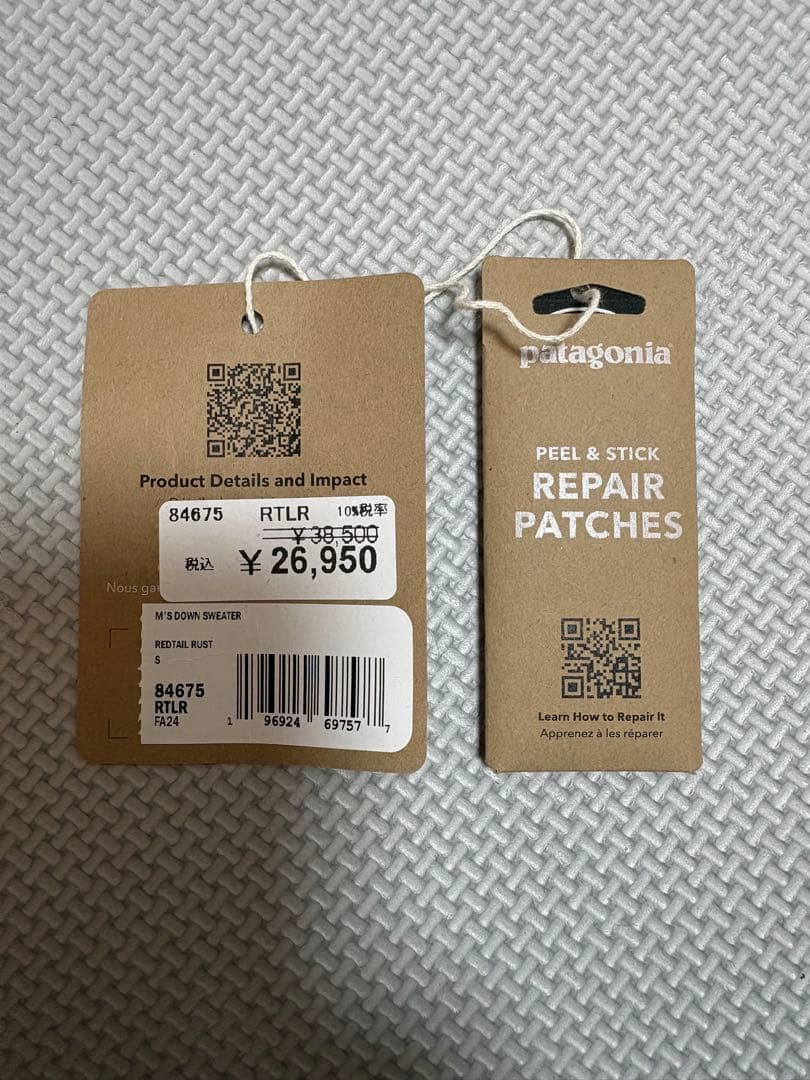 Product Details and Impact
84675 RTLR 10%税率
¥38,500
税込 ¥26,950
Nous gar
M'S DOWN SWEATER
REDTAIL RUST
S
84675
RTLR
FA24
1 96924 69757 7
patagonia
PEEL & STICK
REPAIR
PATCHES
Learn How to Repair It
Apprenez à les réparer